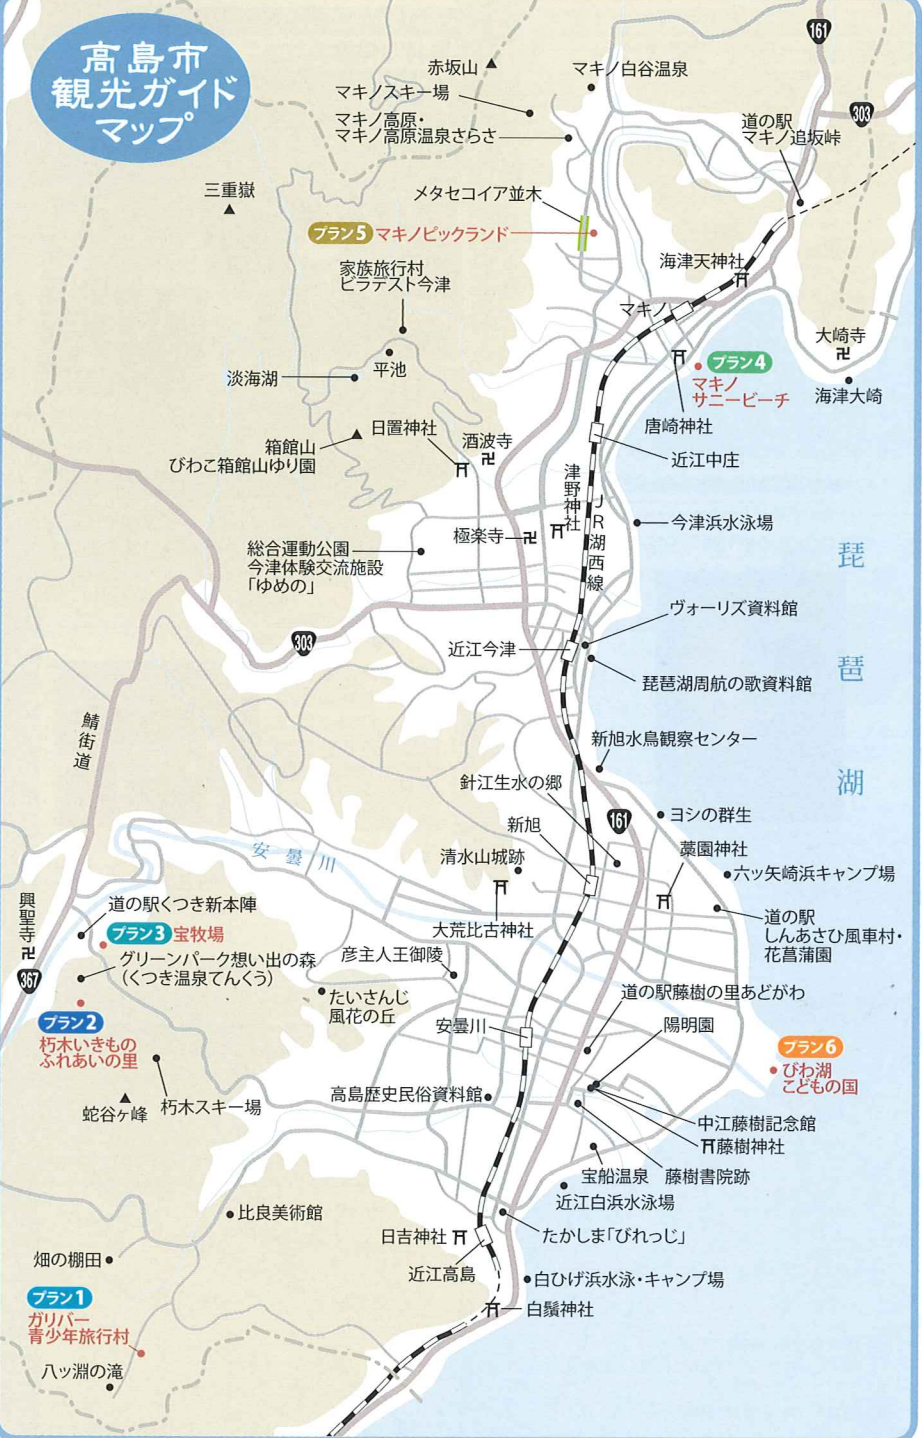 高島市
観光ガイド
マップ
161
赤坂山
マキノ白谷温泉
マキノスキー場
303
マキノ高原・
マキノ高原温泉さらさ
道の駅
マキノ追坂峠
三重嶽
メタセコイア並木
プラン5 マキノピックランド
家族旅行村
ビラデスト今津
海津天神社
マキノ
大崎寺
平池
プラン4
マキノ
サニービーチ
淡海湖
海津大崎
唐崎神社
日置神社
酒波寺
箱館山
びわこ箱館山ゆり園
近江中庄
津野神社
JR湖西線
今津浜水泳場
極楽寺
総合運動公園
今津体験交流施設
「ゆめの」
琵琶湖
ヴォーリズ資料館
303
近江今津
琵琶湖周航の歌資料館
鯖街道
新旭水鳥観察センター
針江生水の郷
161
ヨシの群生
新旭
藁園神社
安曇川
清水山城跡
六ッ矢崎浜キャンプ場
興聖寺
道の駅くつき新本陣
道の駅
しんあさひ風車村・
花菖蒲園
大荒比古神社
プラン3 宝牧場
彦主人王御陵
グリーンパーク想い出の森
(くつき温泉てんくう)
367
道の駅藤樹の里あどがわ
たいさんじ
風花の丘
プラン2
朽木いきもの
ふれあいの里
安曇川
陽明園
プラン6
びわ湖
こどもの国
高島歴史民俗資料館
蛇谷ヶ峰
朽木スキー場
中江藤樹記念館
藤樹神社
宝船温泉
藤樹書院跡
近江白浜水泳場
比良美術館
日吉神社
たかしま「びれっじ」
畑の棚田
近江高島
白ひげ浜水泳・キャンプ場
プラン1
ガリバー
青少年旅行村
白鬚神社
八ッ淵の滝